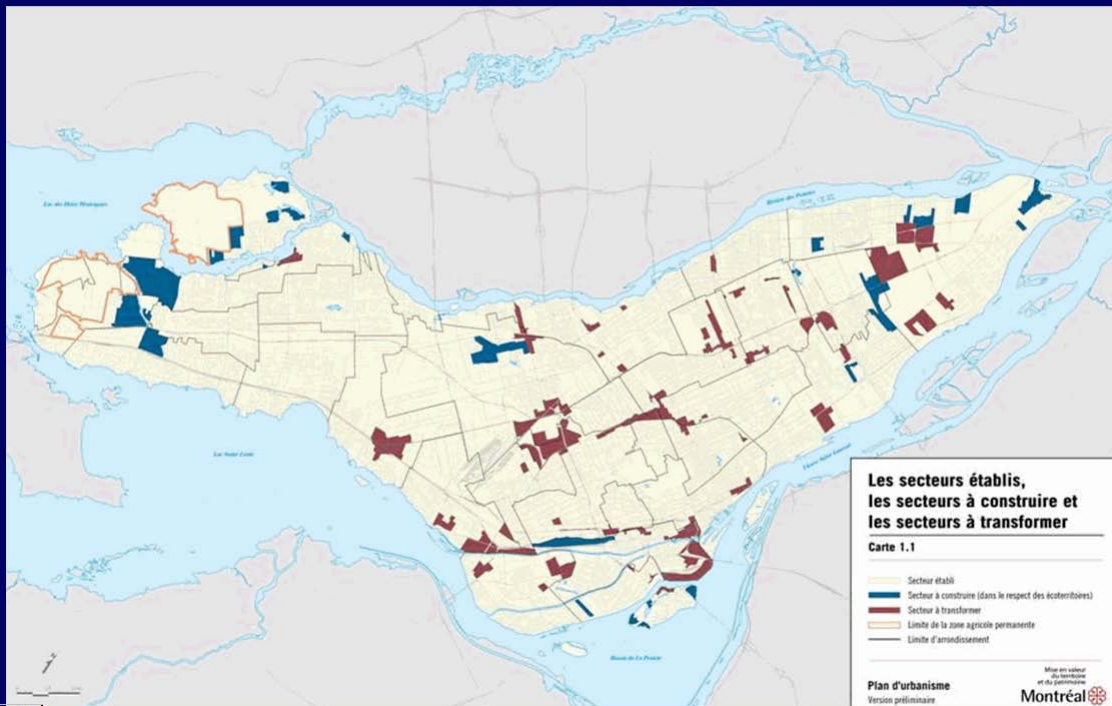 Lac des Deux Montagnes
Rivière des Prairies
Lac Saint-Louis
Fleuve Saint-Laurent
Bassin de La Prairie
Les secteurs établis,
les secteurs à construire et
les secteurs à transformer
Carte 1.1
Secteur établi
Secteur à construire (dans le respect des écoterritoires)
Secteur à transformer
Limite de la zone agricole permanente
Limite d'arrondissement
Plan d'urbanisme
Version préliminaire
Mise en valeur
du territoire
et du patrimoine
Montréal